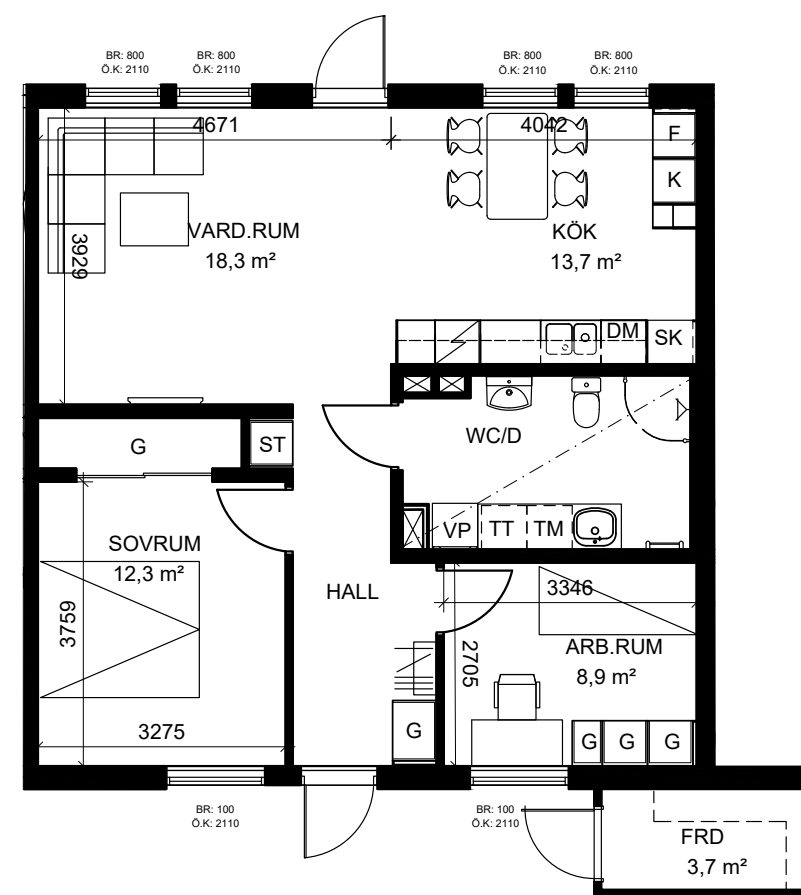 BR: 800
Ö.K: 2110
BR: 800
Ö.K: 2110
BR: 800
Ö.K: 2110
BR: 800
Ö.K: 2110
4671
4042
F
K
VARD.RUM
18,3 m²
KÖK
13,7 m²
3929
DM
SK
G
ST
WC/D
VP
TT
TM
SOVRUM
12,3 m²
HALL
3346
3759
2705
ARB.RUM
8,9 m²
3275
G
G
G
G
BR: 100
Ö.K: 2110
BR: 100
Ö.K: 2110
FRD
3,7 m²